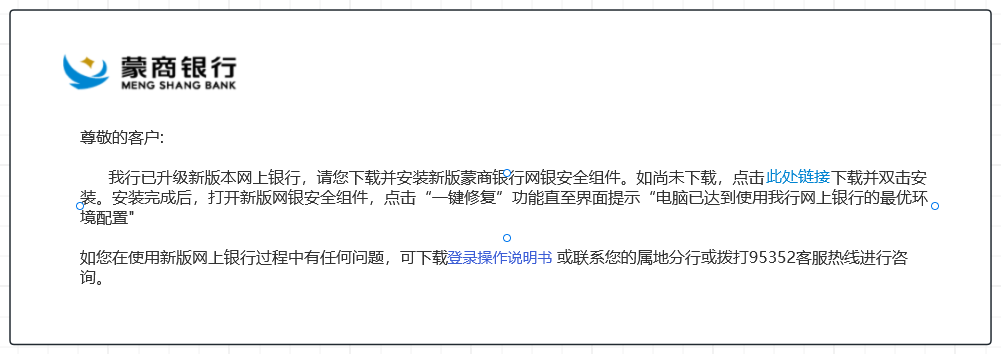 蒙商银行
MENG SHANG BANK
尊敬的客户:
我行已升级新版本网上银行，请您下载并安装新版蒙商银行网银安全组件。如尚未下载，点击此处链接下载并双击安
装。安装完成后，打开新版网银安全组件，点击“一键修复”功能直至界面提示“电脑已达到使用我行网上银行的最优环
境配置"
如您在使用新版网上银行过程中有任何问题，可下载登录操作说明书 或联系您的属地分行或拨打95352客服热线进行咨
询。